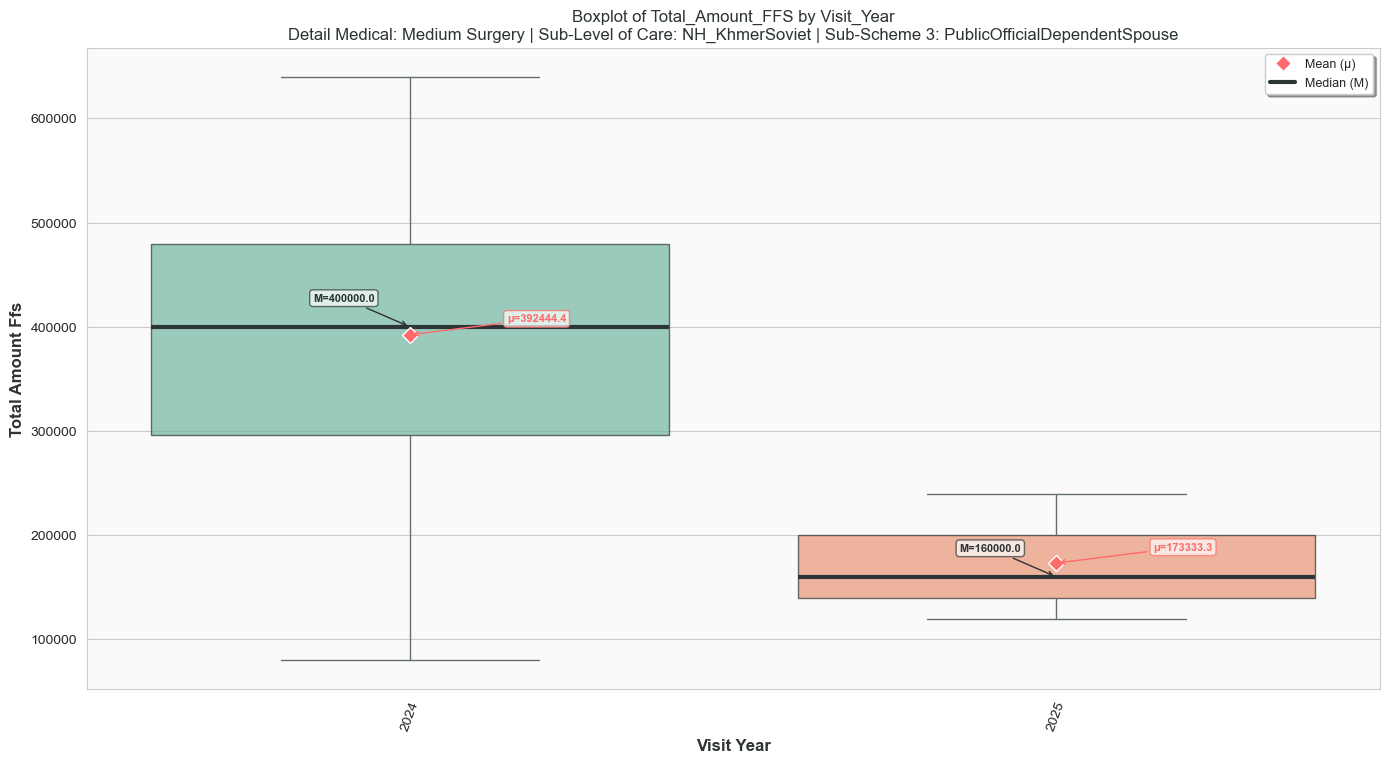 Boxplot of Total_Amount_FFS by Visit_Year
Detail Medical: Medium Surgery | Sub-Level of Care: NH_KhmerSoviet | Sub-Scheme 3: PublicOfficialDependentSpouse
Mean (μ)
Median (M)
Total Amount Ffs
600000
500000
400000
300000
200000
100000
M=400000.0
μ=392444.4
M=160000.0
μ=173333.3
2024
2025
Visit Year